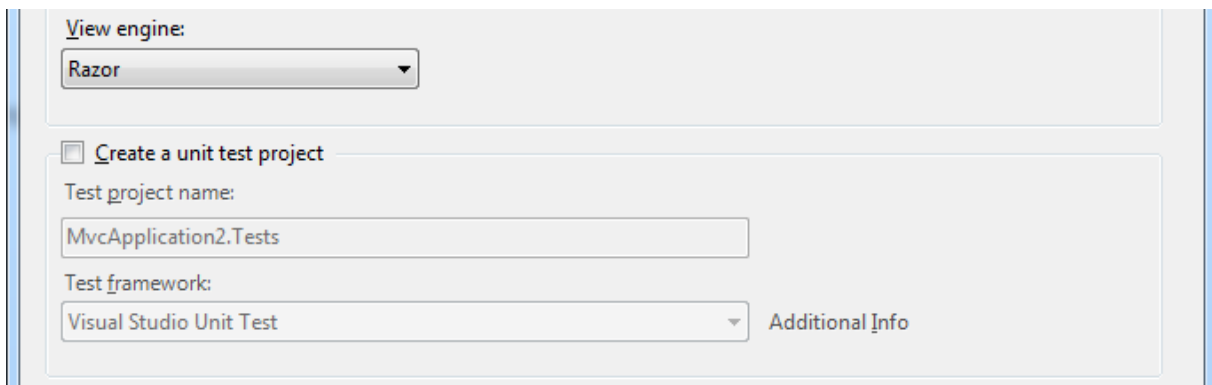 View engine:
Razor
Create a unit test project
Test project name:
MvcApplication2.Tests
Test framework:
Visual Studio Unit Test
Additional Info